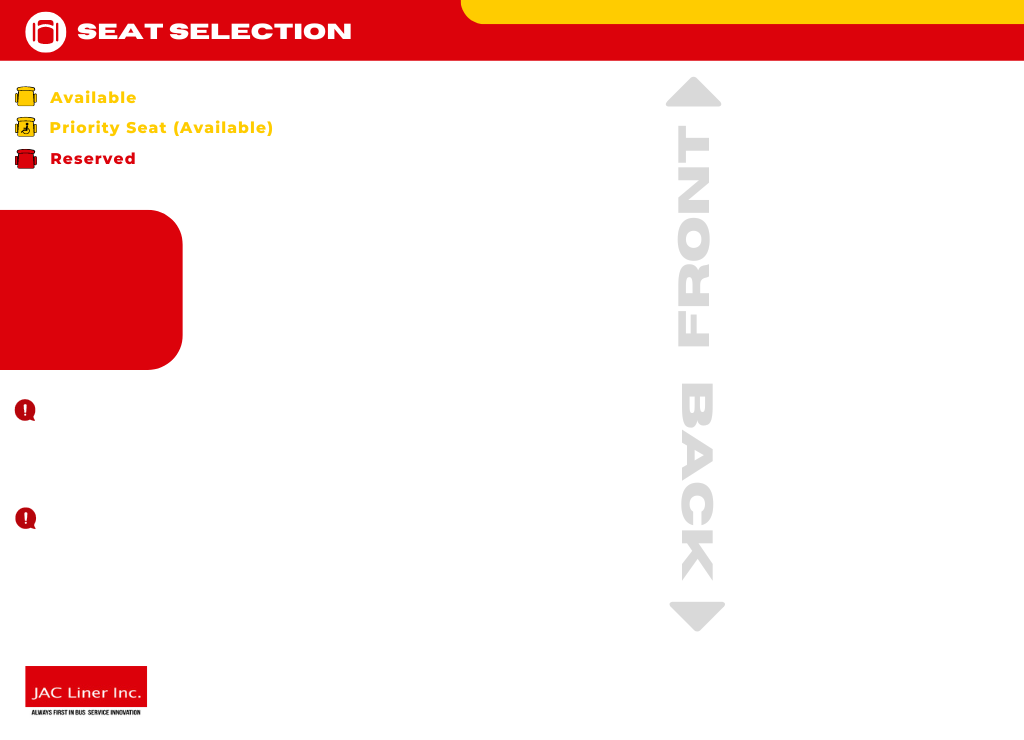 SEAT SELECTION
Available
Priority Seat (Available)
Reserved
FRONT
BACK
JAC Liner Inc.
ALWAYS FIRST IN BUS SERVICE INNOVATION